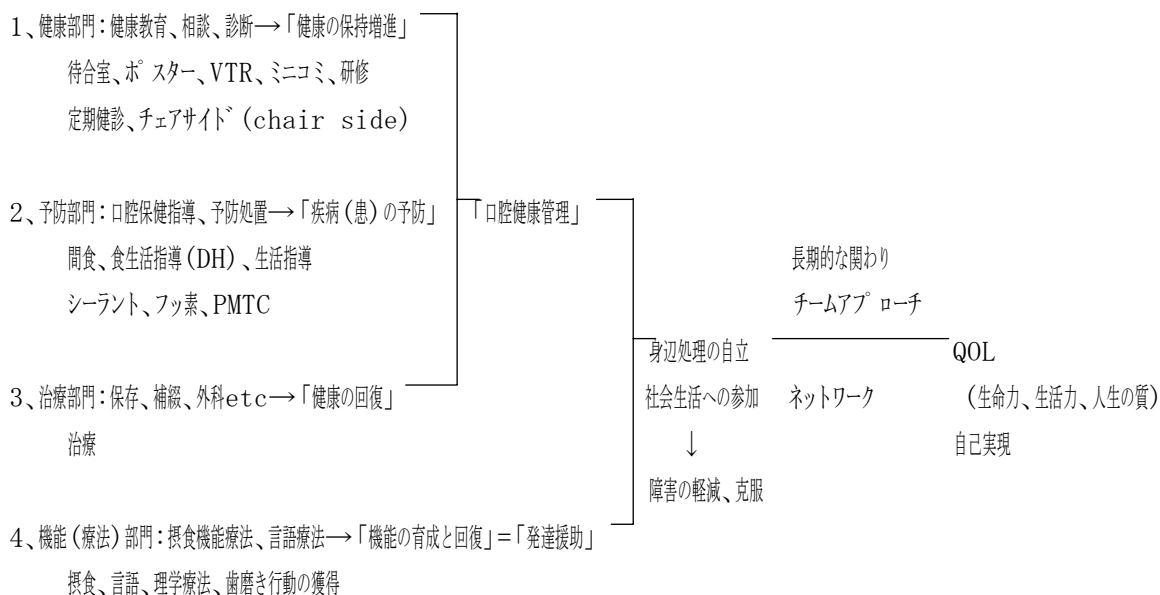 1、健康部門：健康教育、相談、診断→「健康の保持増進」
待合室、ポスター、VTR、ミニコミ、研修
定期健診、チェアサイド(chair side)
2、予防部門：口腔保健指導、予防処置→「疾病(患)の予防」
「口腔健康管理」
間食、食生活指導(DH)、生活指導
シーラント、フッ素、PMTC
3、治療部門：保存、補綴、外科etc→「健康の回復」
治療
4、機能(療法)部門：摂食機能療法、言語療法→「機能の育成と回復」＝「発達援助」
摂食、言語、理学療法、歯磨き行動の獲得
身辺処理の自立
社会生活への参加
↓
障害の軽減、克服
長期的な関わり
チームアプローチ
ネットワーク
QOL
(生命力、生活力、人生の質)
自己実現